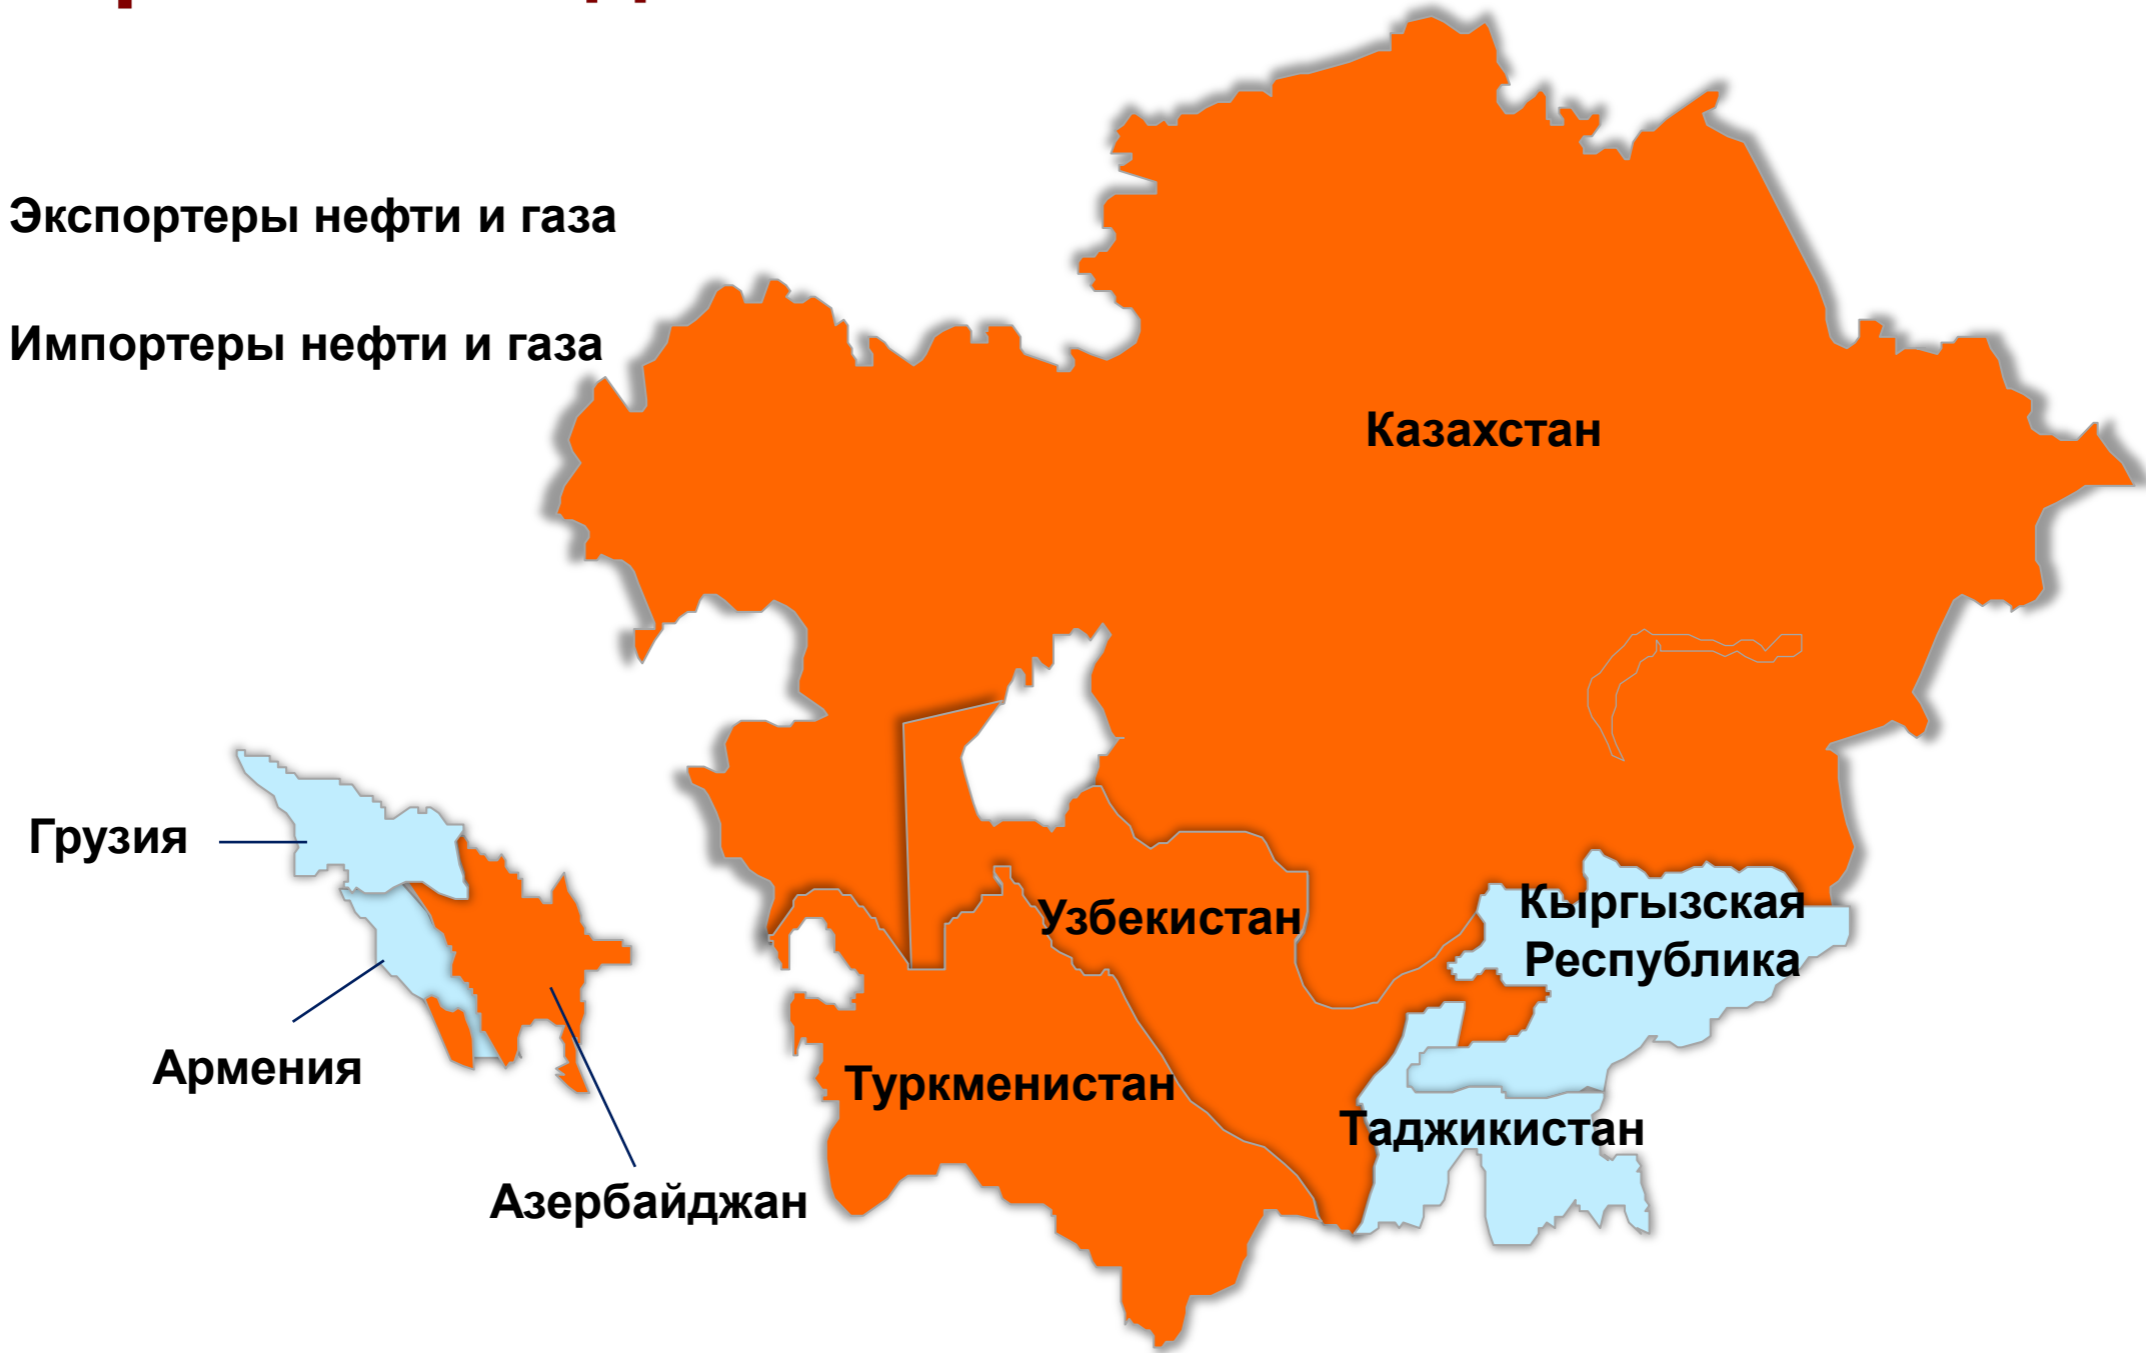 Экспортеры нефти и газа
Импортеры нефти и газа
Казахстан
Грузия
Кыргызская
Республика
Узбекистан
Армения
Туркменистан
Таджикистан
Азербайджан